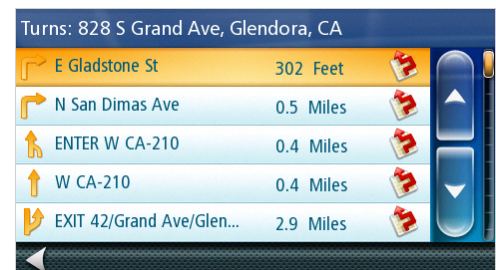 Turns: 828 S Grand Ave, Glendora, CA
E Gladstone St 302 Feet
N San Dimas Ave 0.5 Miles
ENTER W CA-210 0.4 Miles
W CA-210 0.4 Miles
EXIT 42/Grand Ave/Glen... 2.9 Miles